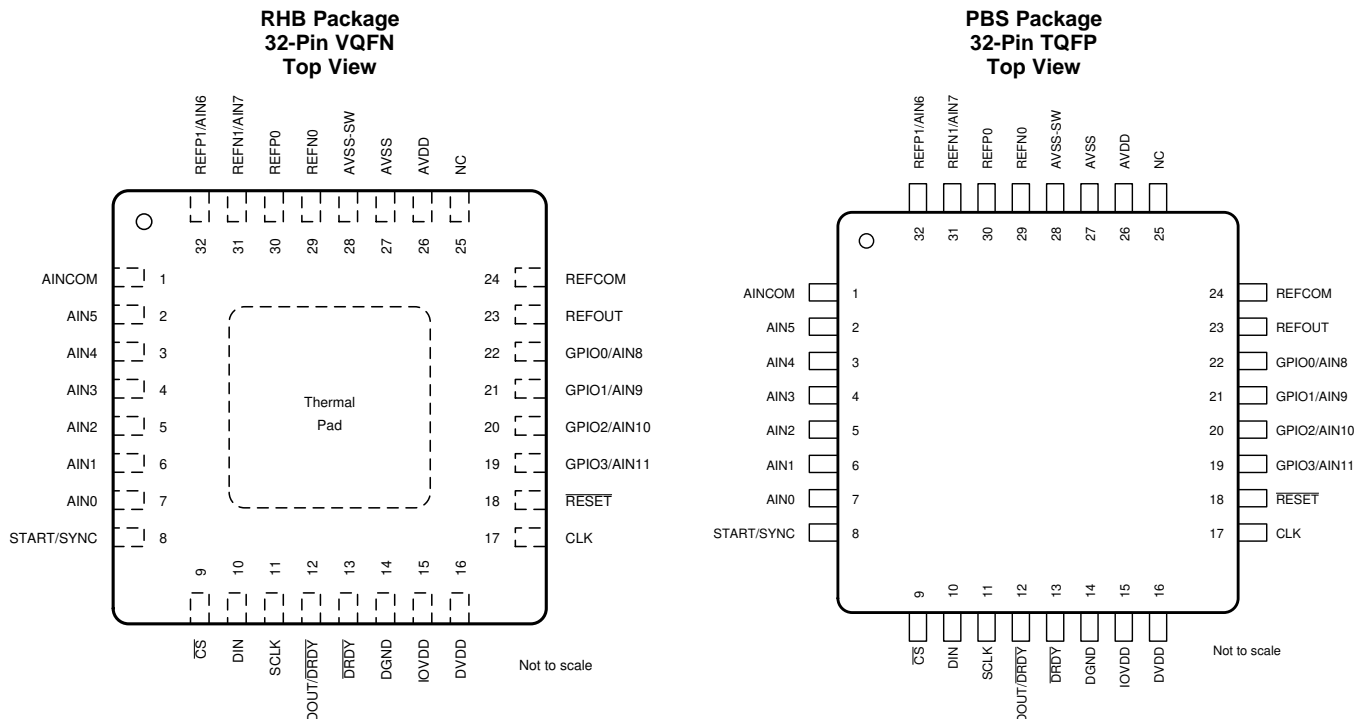 RHB Package
32-Pin VQFN
Top View
REFP1/AIN6
REFN1/AIN7
REFP0
REFN0
AVSS-SW
AVSS
AVDD
NC
32
31
30
29
28
27
26
25
AINCOM 1
AIN5 2
AIN4 3
AIN3 4
AIN2 5
AIN1 6
AIN0 7
START/SYNC 8
Thermal
Pad
24 REFCOM
23 REFOUT
22 GPIO0/AIN8
21 GPIO1/AIN9
20 GPIO2/AIN10
19 GPIO3/AIN11
18 RESET
17 CLK
9
10
11
12
13
14
15
16
CS
DIN
SCLK
DOUT/DRDY
DRDY
DGND
IOVDD
DVDD
Not to scale
PBS Package
32-Pin TQFP
Top View
REFP1/AIN6
REFN1/AIN7
REFP0
REFN0
AVSS-SW
AVSS
AVDD
NC
32
31
30
29
28
27
26
25
AINCOM 1
AIN5 2
AIN4 3
AIN3 4
AIN2 5
AIN1 6
AIN0 7
START/SYNC 8
24 REFCOM
23 REFOUT
22 GPIO0/AIN8
21 GPIO1/AIN9
20 GPIO2/AIN10
19 GPIO3/AIN11
18 RESET
17 CLK
9
10
11
12
13
14
15
16
CS
DIN
SCLK
DOUT/DRDY
DRDY
DGND
IOVDD
DVDD
Not to scale